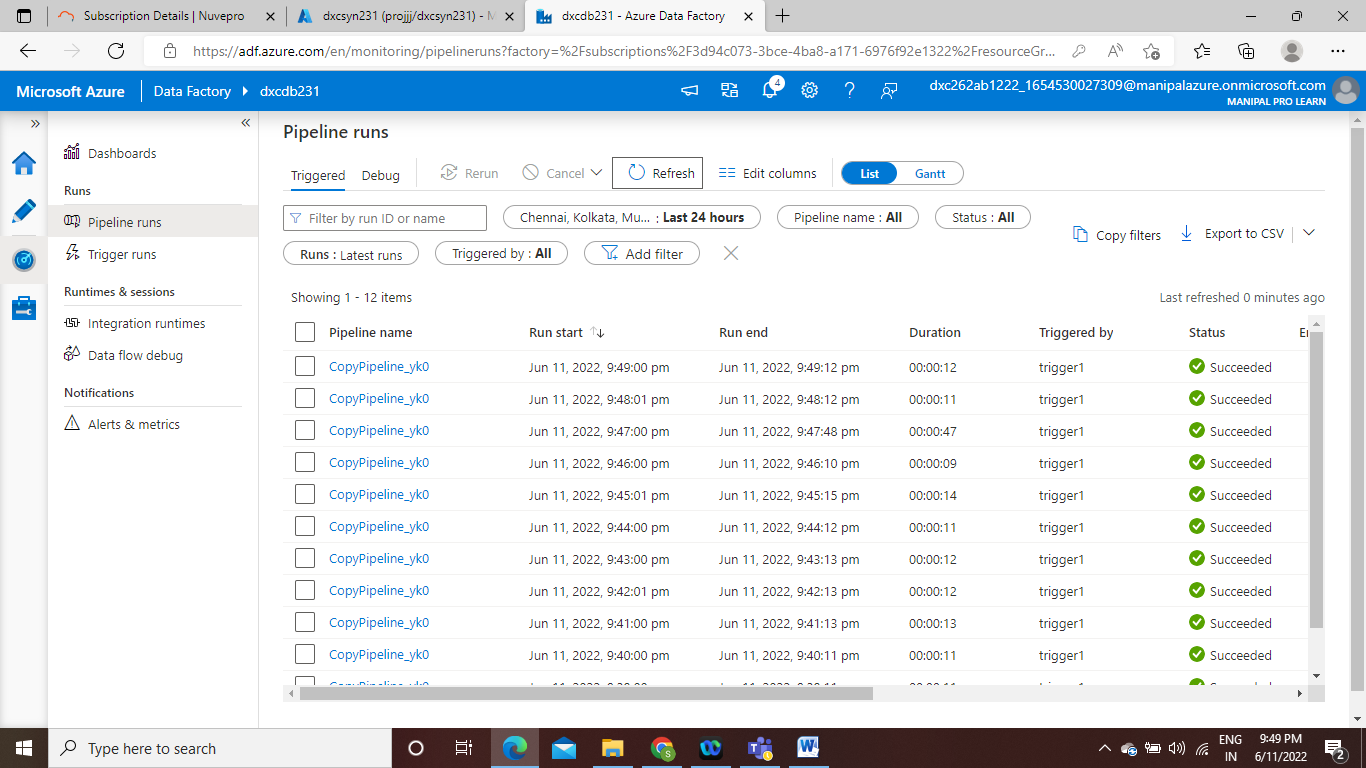 Subscription Details | Nuvepro
dxcsyn231 (projjj/dxcsyn231) - M
dxcdb231 - Azure Data Factory
https://adf.azure.com/en/monitoring/pipelineruns?factory=%2Fsubscriptions%2F3d94c073-3bce-4ba8-a171-6976f92e1322%2FresourceGr...
Microsoft Azure
Data Factory
dxcdb231
4
dxc262ab1222_1654530027309@manipalazure.onmicrosoft.com
MANIPAL PRO LEARN
Dashboards
Runs
Pipeline runs
Trigger runs
Runtimes & sessions
Integration runtimes
Data flow debug
Notifications
Alerts & metrics
Pipeline runs
Triggered Debug Rerun Cancel Refresh Edit columns List Gantt
Filter by run ID or name Chennai, Kolkata, Mu... : Last 24 hours Pipeline name : All Status : All
Runs : Latest runs Triggered by : All Add filter
Copy filters Export to CSV
Showing 1 - 12 items Last refreshed 0 minutes ago
Pipeline name Run start Run end Duration Triggered by Status
CopyPipeline_yk0 Jun 11, 2022, 9:49:00 pm Jun 11, 2022, 9:49:12 pm 00:00:12 trigger1 Succeeded
CopyPipeline_yk0 Jun 11, 2022, 9:48:01 pm Jun 11, 2022, 9:48:12 pm 00:00:11 trigger1 Succeeded
CopyPipeline_yk0 Jun 11, 2022, 9:47:00 pm Jun 11, 2022, 9:47:48 pm 00:00:47 trigger1 Succeeded
CopyPipeline_yk0 Jun 11, 2022, 9:46:00 pm Jun 11, 2022, 9:46:10 pm 00:00:09 trigger1 Succeeded
CopyPipeline_yk0 Jun 11, 2022, 9:45:01 pm Jun 11, 2022, 9:45:15 pm 00:00:14 trigger1 Succeeded
CopyPipeline_yk0 Jun 11, 2022, 9:44:00 pm Jun 11, 2022, 9:44:12 pm 00:00:11 trigger1 Succeeded
CopyPipeline_yk0 Jun 11, 2022, 9:43:00 pm Jun 11, 2022, 9:43:13 pm 00:00:12 trigger1 Succeeded
CopyPipeline_yk0 Jun 11, 2022, 9:42:01 pm Jun 11, 2022, 9:42:13 pm 00:00:12 trigger1 Succeeded
CopyPipeline_yk0 Jun 11, 2022, 9:41:00 pm Jun 11, 2022, 9:41:13 pm 00:00:13 trigger1 Succeeded
CopyPipeline_yk0 Jun 11, 2022, 9:40:00 pm Jun 11, 2022, 9:40:11 pm 00:00:11 trigger1 Succeeded
Type here to search
ENG
IN
9:49 PM
6/11/2022
2